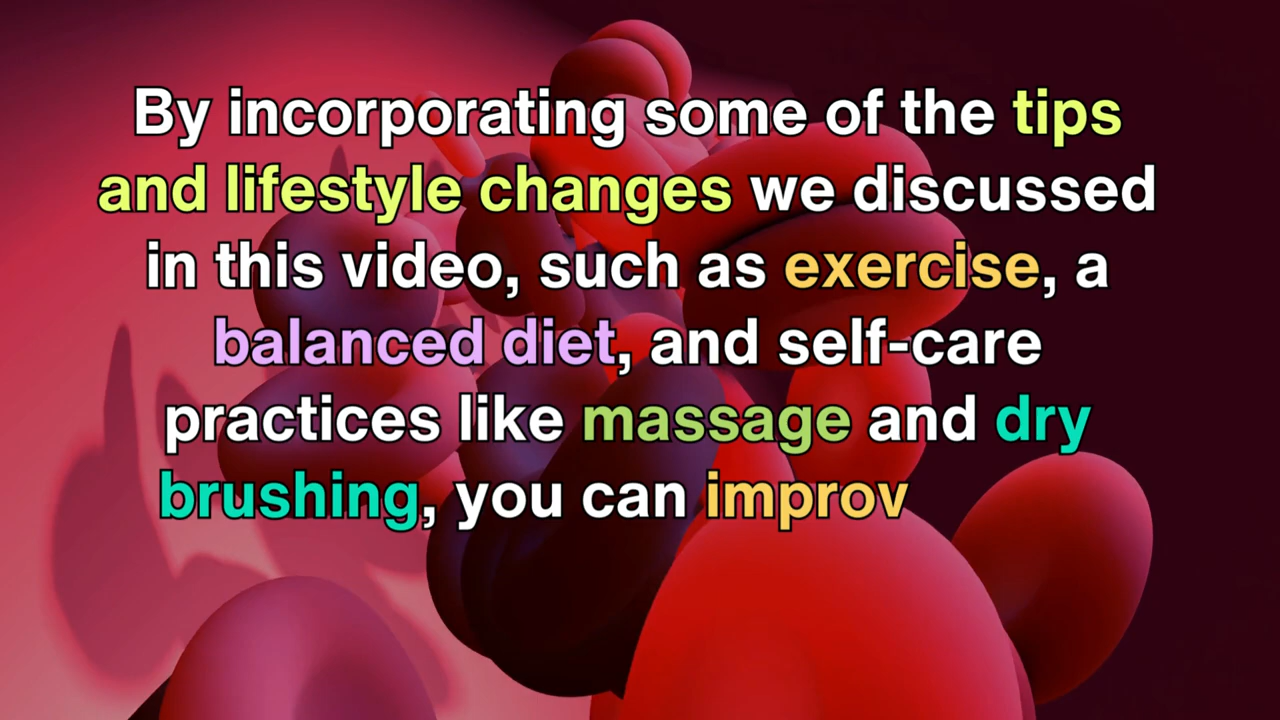 By incorporating some of the tips
and lifestyle changes we discussed
in this video, such as exercise, a
balanced diet, and self-care
practices like massage and dry
brushing, you can improv